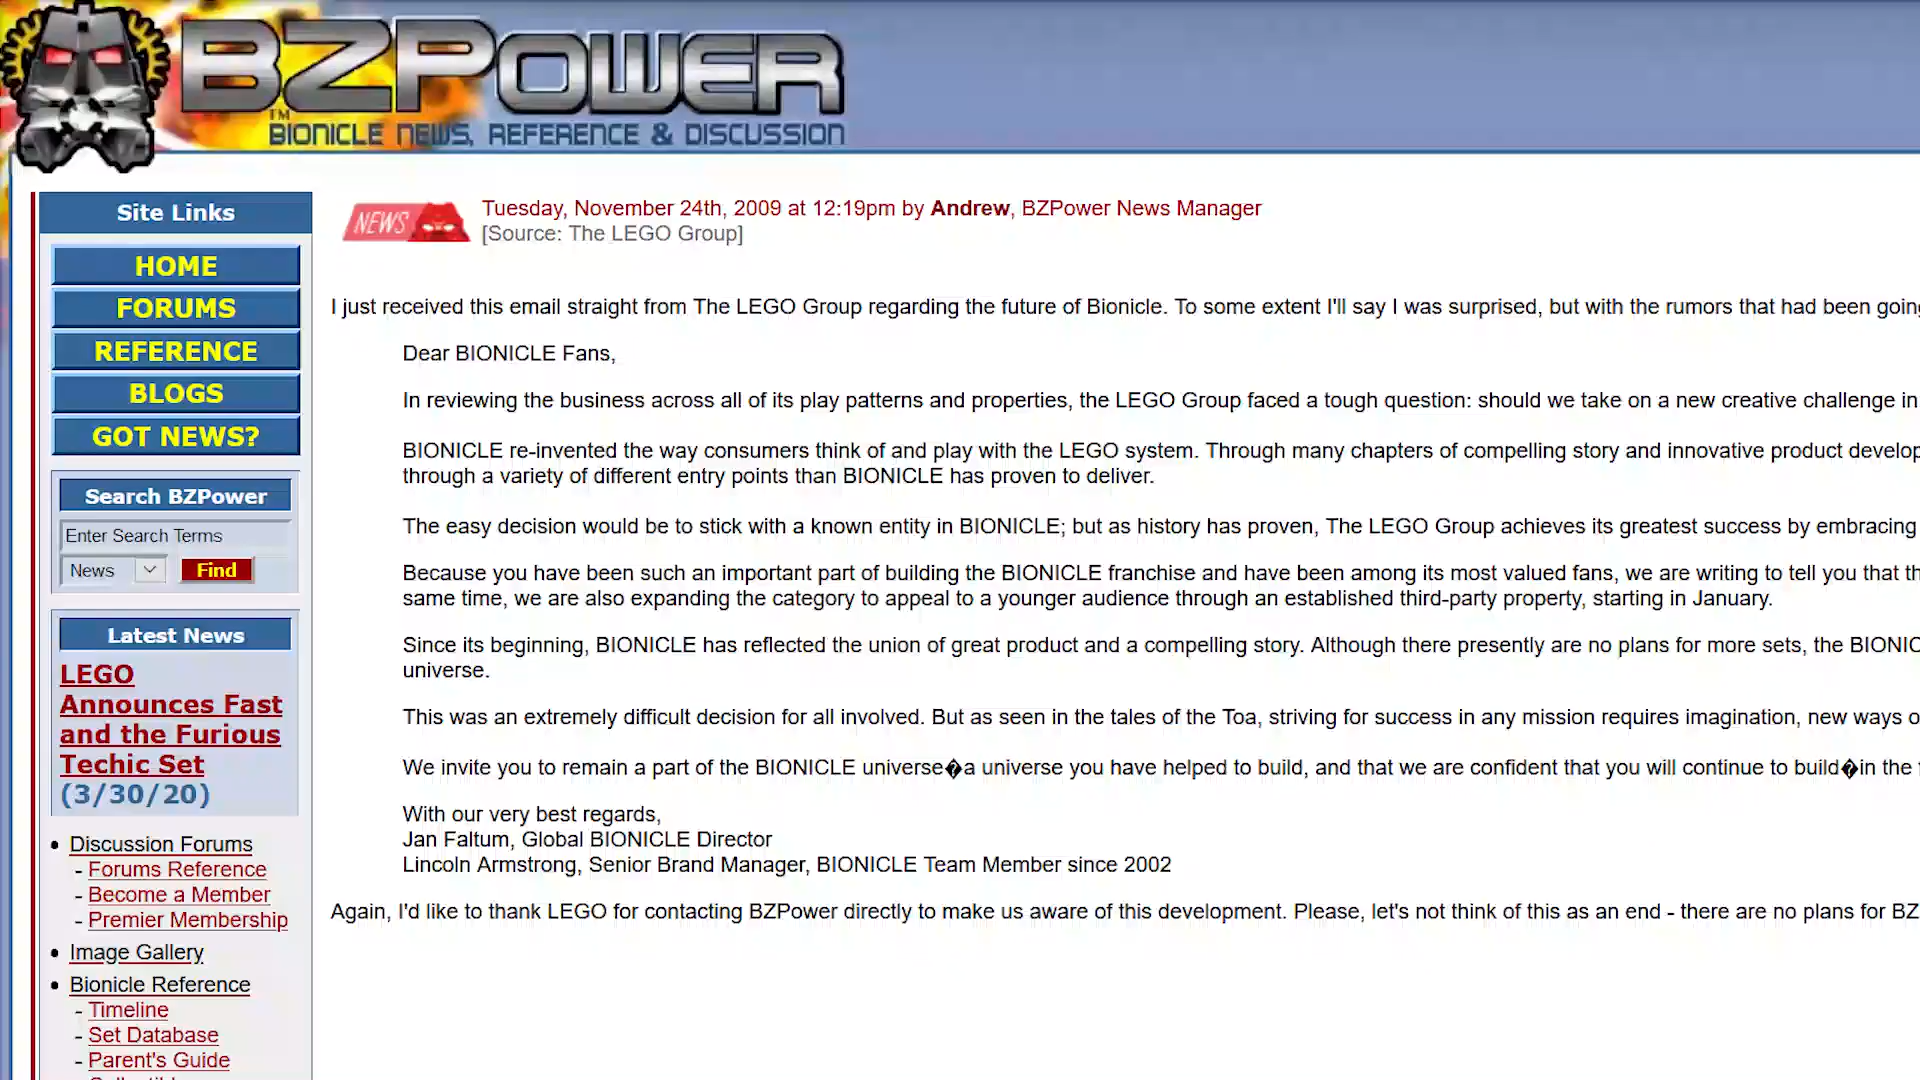 BZPOWER
TM
BIONICLE NEWS, REFERENCE & DISCUSSION
Site Links
HOME
FORUMS
REFERENCE
BLOGS
GOT NEWS?
Search BZPower
Enter Search Terms
News
Find
Latest News
LEGO
Announces Fast
and the Furious
Techic Set
(3/30/20)
Discussion Forums
- Forums Reference
- Become a Member
- Premier Membership
Image Gallery
Bionicle Reference
- Timeline
- Set Database
- Parent's Guide
NEWS
Tuesday, November 24th, 2009 at 12:19pm by Andrew, BZPower News Manager
[Source: The LEGO Group]
I just received this email straight from The LEGO Group regarding the future of Bionicle. To some extent I'll say I was surprised, but with the rumors that had been going
Dear BIONICLE Fans,
In reviewing the business across all of its play patterns and properties, the LEGO Group faced a tough question: should we take on a new creative challenge in
BIONICLE re-invented the way consumers think of and play with the LEGO system. Through many chapters of compelling story and innovative product develop
through a variety of different entry points than BIONICLE has proven to deliver.
The easy decision would be to stick with a known entity in BIONICLE; but as history has proven, The LEGO Group achieves its greatest success by embracing
Because you have been such an important part of building the BIONICLE franchise and have been among its most valued fans, we are writing to tell you that th
same time, we are also expanding the category to appeal to a younger audience through an established third-party property, starting in January.
Since its beginning, BIONICLE has reflected the union of great product and a compelling story. Although there presently are no plans for more sets, the BIONIC
universe.
This was an extremely difficult decision for all involved. But as seen in the tales of the Toa, striving for success in any mission requires imagination, new ways o
We invite you to remain a part of the BIONICLE universe�a universe you have helped to build, and that we are confident that you will continue to build�in the f
With our very best regards,
Jan Faltum, Global BIONICLE Director
Lincoln Armstrong, Senior Brand Manager, BIONICLE Team Member since 2002
Again, I'd like to thank LEGO for contacting BZPower directly to make us aware of this development. Please, let's not think of this as an end - there are no plans for BZ